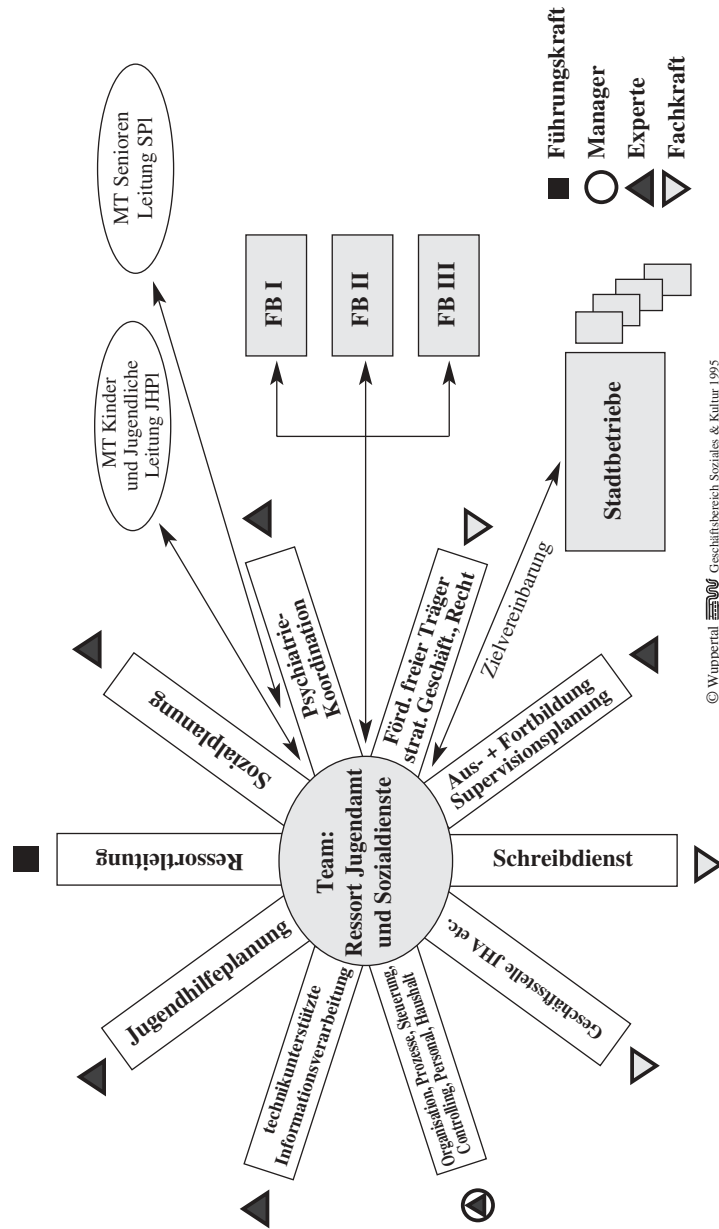 MT Senioren
Leitung SPl
MT Kinder
und Jugendliche
Leitung JHPl
FB I
FB II
FB III
Führungskraft
Manager
Experte
Fachkraft
Stadtbetriebe
Zielvereinbarung
Team:
Ressort Jugendamt
und Sozialdienste
Ressortleitung
Sozialplanung
Psychiatrie-
Koordination
Förd. freier Träger
strat. Geschäft., Recht
Aus- + Fortbildung
Supervisionsplanung
Schreibdienst
Geschäftsstelle JHA etc.
Organisation, Prozesse, Steuerung,
Controlling, Personal, Haushalt
technikunterstützte
Informationsverarbeitung
Jugendhilfeplanung
© Wuppertal Geschäftsbereich Soziales & Kultur 1995